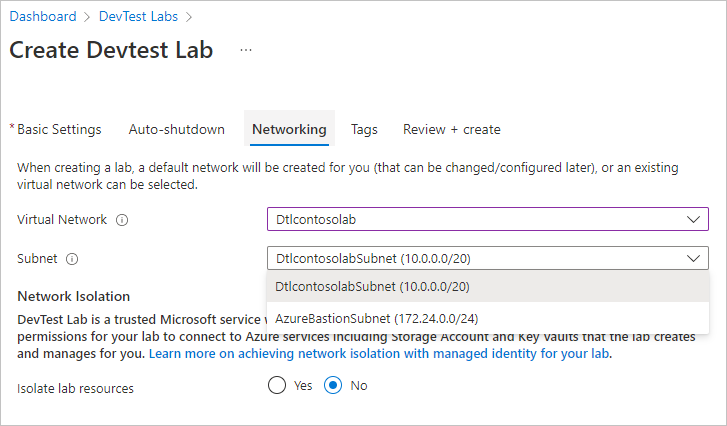 Dashboard > DevTest Labs >
Create Devtest Lab ...
* Basic Settings Auto-shutdown Networking Tags Review + create
When creating a lab, a default network will be created for you (that can be changed/configured later), or an existing
virtual network can be selected.
Virtual Network Dtlcontosolab
Subnet DtlcontosolabSubnet (10.0.0.0/20)
DtlcontosolabSubnet (10.0.0.0/20)
Network Isolation
DevTest Lab is a trusted Microsoft service
AzureBastionSubnet (172.24.0.0/24)
permissions for your lab to connect to Azure services including Storage Account and Key Vaults that the lab creates
and manages for you. Learn more on achieving network isolation with managed identity for your lab.
Isolate lab resources Yes No